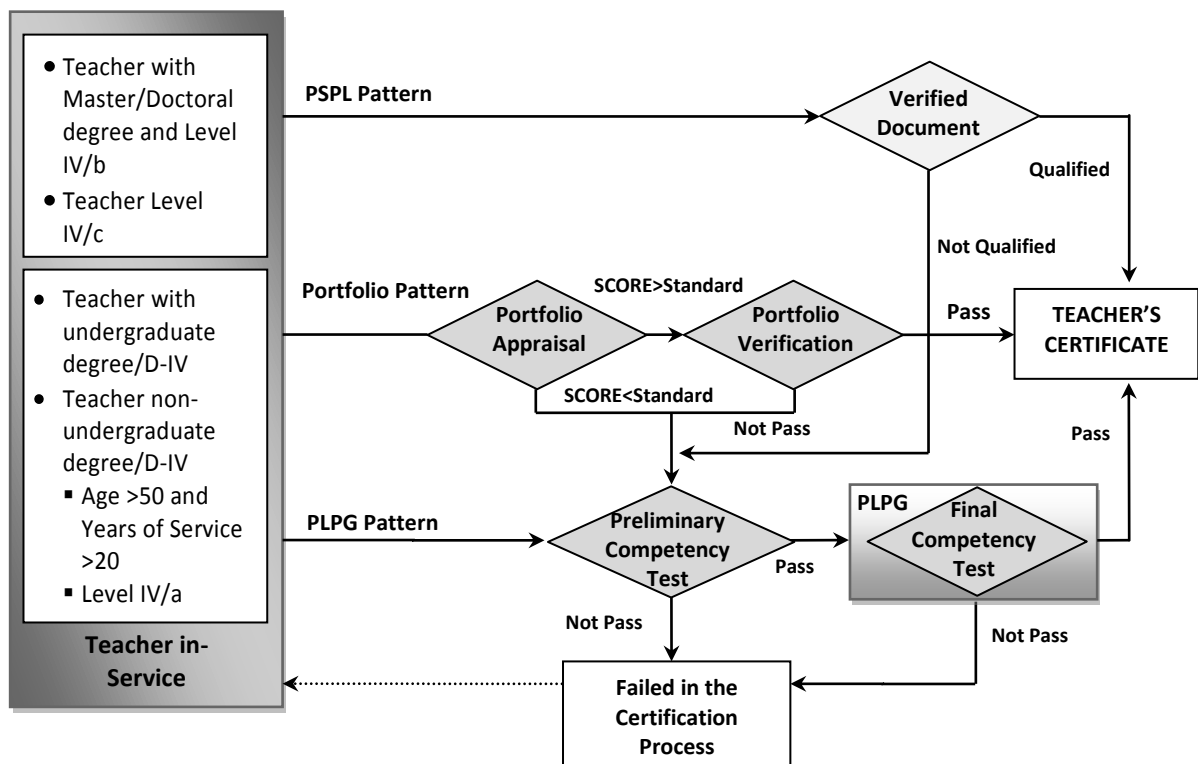 ● Teacher with
Master/Doctoral
degree and Level
IV/b
● Teacher Level
IV/c
● Teacher with
undergraduate
degree/D-IV
● Teacher non-
undergraduate
degree/D-IV
▪ Age >50 and
Years of Service
>20
▪ Level IV/a
Teacher in-
Service
PSPL Pattern
Verified
Document
Qualified
Not Qualified
Portfolio Pattern
Portfolio
Appraisal
SCORE>Standard
Portfolio
Verification
Pass
TEACHER’S
CERTIFICATE
SCORE<Standard
Not Pass
PLPG Pattern
Preliminary
Competency
Test
Pass
PLPG
Final
Competency
Test
Pass
Not Pass
Not Pass
Failed in the
Certification
Process